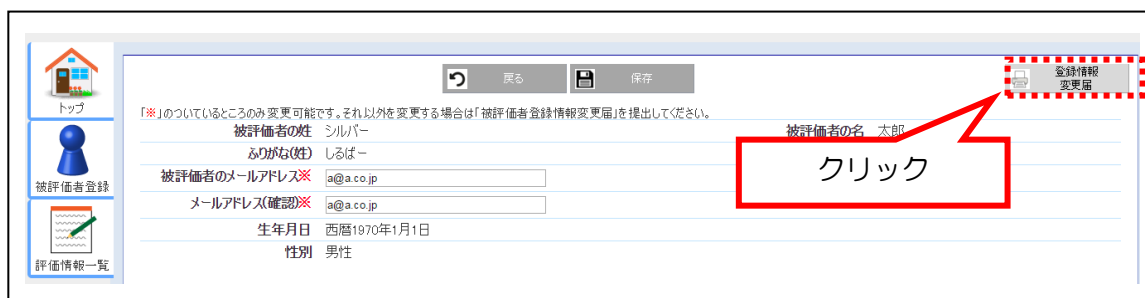 トップ
被評価者登録
評価情報一覧
戻る
保存
登録情報
変更届
「※」のついているところのみ変更可能です。それ以外を変更する場合は「被評価者登録情報変更届」を提出してください。
被評価者の姓 シルバー
被評価者の名 太郎
ふりがな(姓) しるばー
被評価者のメールアドレス※ a@a.co.jp
メールアドレス(確認)※ a@a.co.jp
生年月日 西暦1970年1月1日
性別 男性
クリック